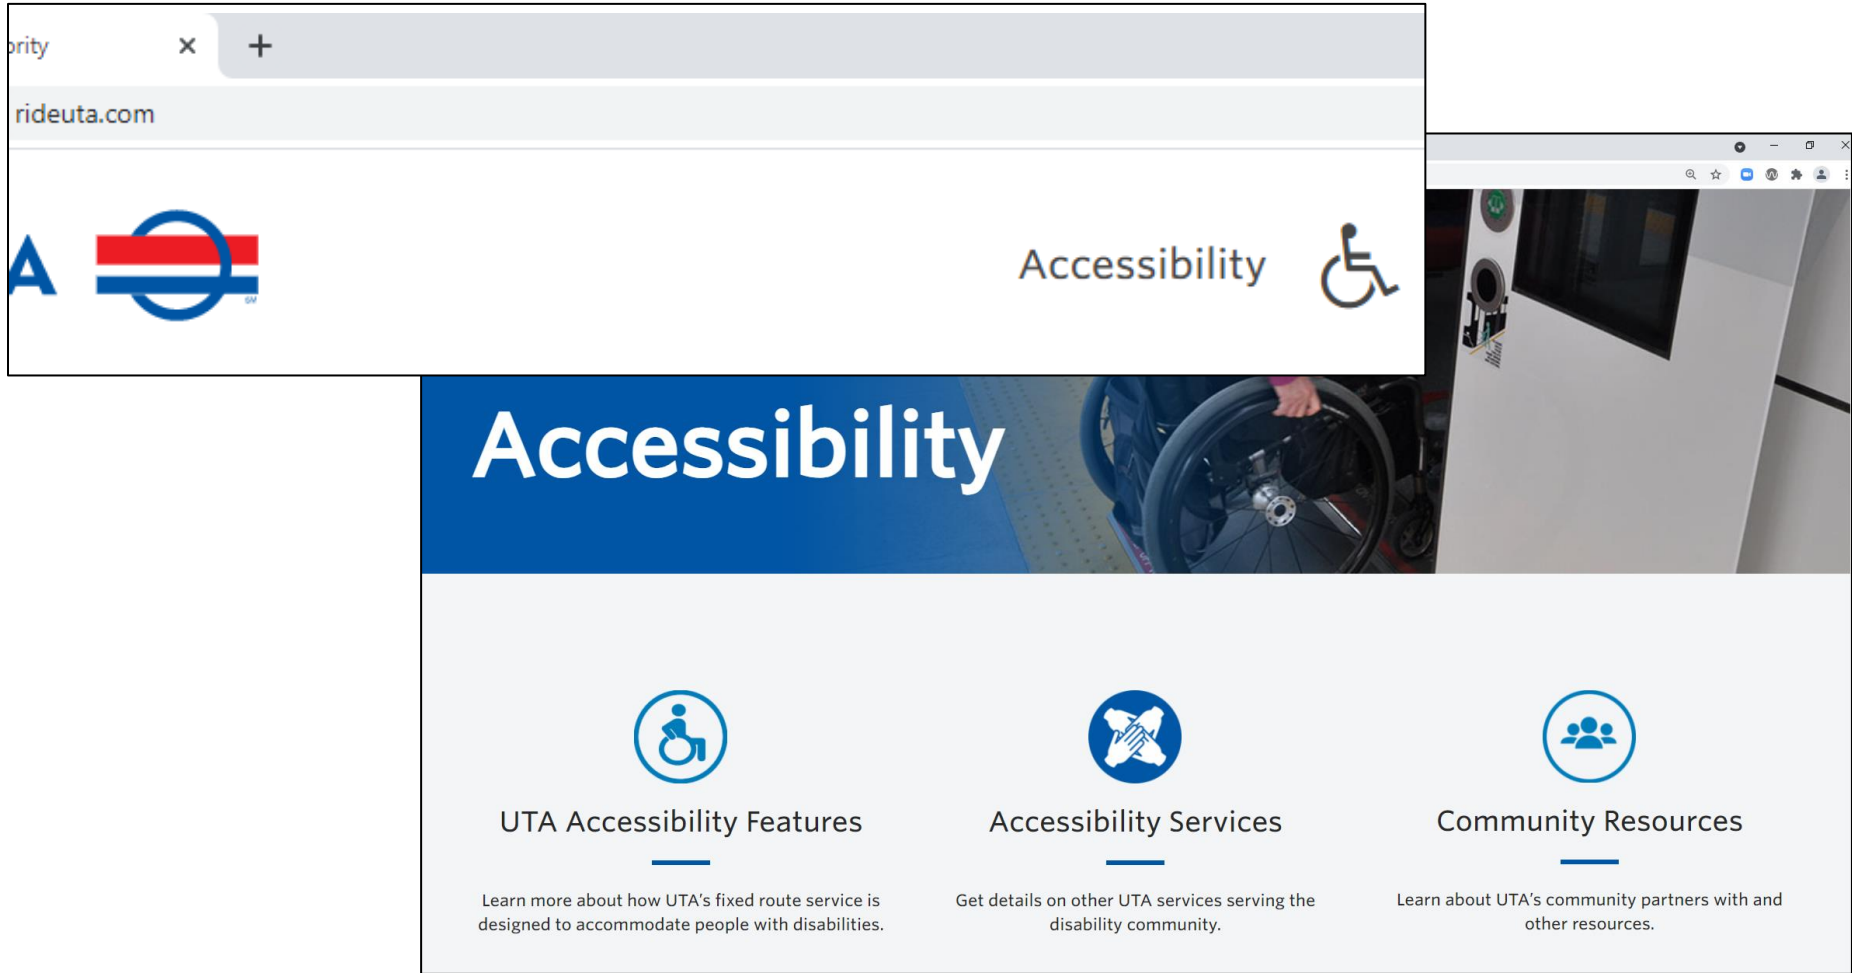 ority
rideuta.com
A
SM
Accessibility
Accessibility
UTA Accessibility Features
Learn more about how UTA's fixed route service is
designed to accommodate people with disabilities.
Accessibility Services
Get details on other UTA services serving the
disability community.
Community Resources
Learn about UTA's community partners with and
other resources.